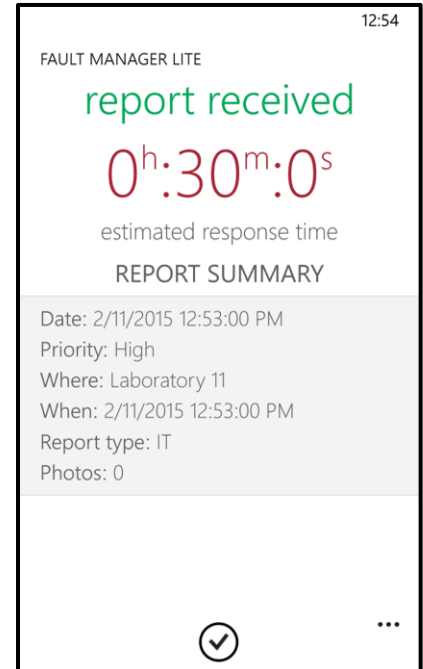 12:54
FAULT MANAGER LITE
report received
0h:30m:0s
estimated response time
REPORT SUMMARY
Date: 2/11/2015 12:53:00 PM
Priority: High
Where: Laboratory 11
When: 2/11/2015 12:53:00 PM
Report type: IT
Photos: 0